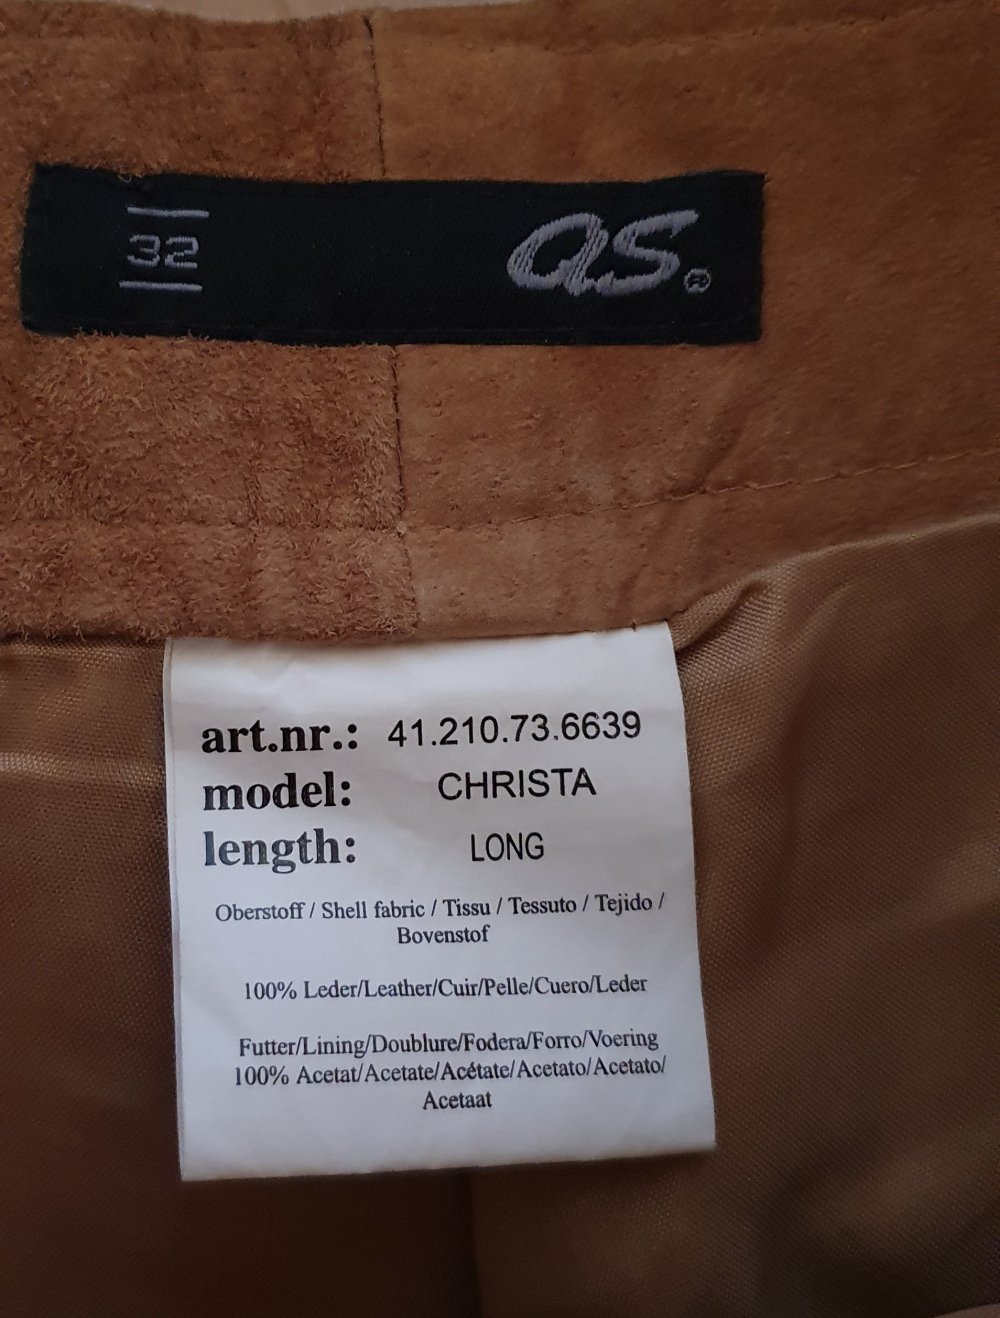 32
QS®
art.nr.: 41.210.73.6639
model: CHRISTA
length: LONG
Oberstoff / Shell fabric / Tissu / Tessuto / Tejido /
Bovenstof
100% Leder/Leather/Cuir/Pelle/Cuero/Leder
Futter/Lining/Doublure/Fodera/Forro/Voering
100% Acetat/Acetate/Acétate/Acetato/Acetato/
Acetaat